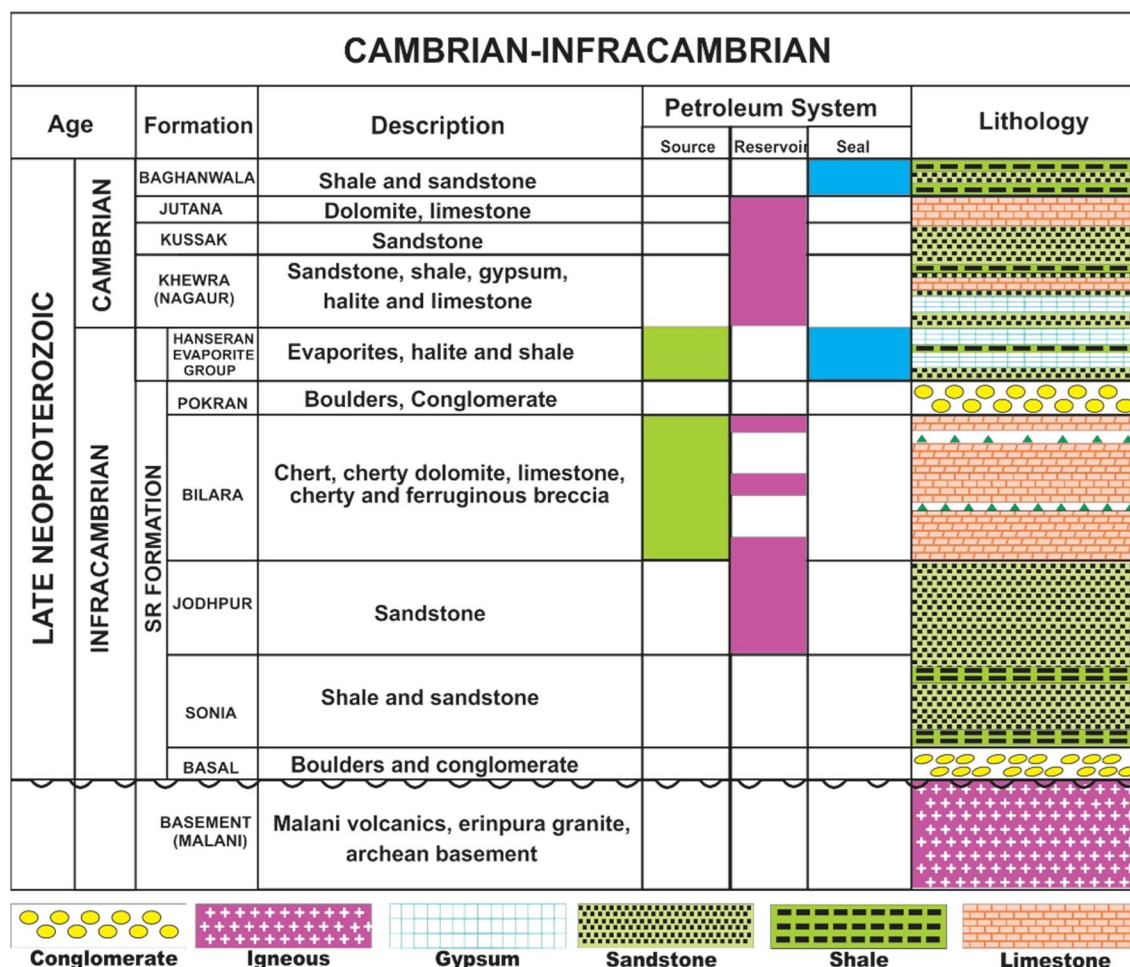 CAMBRIAN-INFRACAMBRIAN
Age
Formation
Description
Petroleum System
Lithology
Source
Reservoir
Seal
LATE NEOPROTEROZOIC
CAMBRIAN
BAGHANWALA
Shale and sandstone
JUTANA
Dolomite, limestone
KUSSAK
Sandstone
KHEWRA
(NAGAUR)
Sandstone, shale, gypsum,
halite and limestone
INFRACAMBRIAN
HANSERAN
EVAPORITE
GROUP
Evaporites, halite and shale
SR FORMATION
POKRAN
Boulders, Conglomerate
BILARA
Chert, cherty dolomite, limestone,
cherty and ferruginous breccia
JODHPUR
Sandstone
SONIA
Shale and sandstone
BASAL
Boulders and conglomerate
BASEMENT
(MALANI)
Malani volcanics, erinpura granite,
archean basement
Conglomerate
Igneous
Gypsum
Sandstone
Shale
Limestone